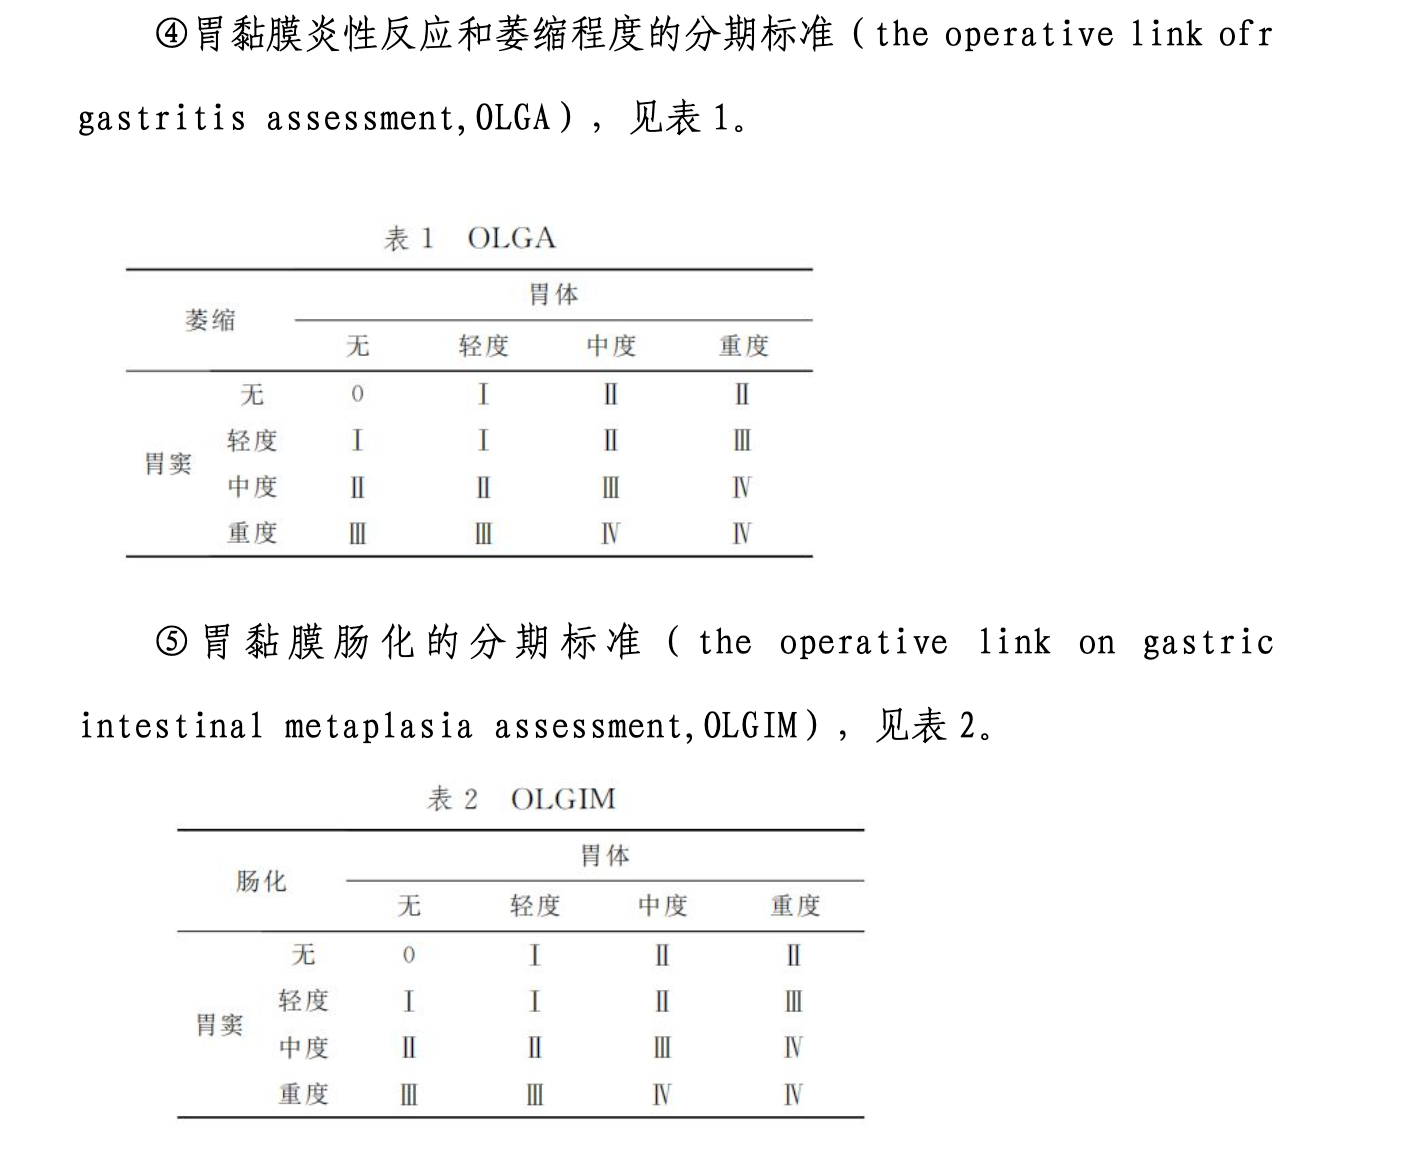 ④胃黏膜炎性反应和萎缩程度的分期标准（the operative link ofr
gastritis assessment,OLGA），见表 1。
表 1 OLGA
胃体
萎缩
无 轻度 中度 重度
无 0 Ⅰ Ⅱ Ⅱ
轻度 Ⅰ Ⅰ Ⅱ Ⅲ
胃窦
中度 Ⅱ Ⅱ Ⅲ Ⅳ
重度 Ⅲ Ⅲ Ⅳ Ⅳ
⑤胃黏膜肠化的分期标准（the operative link on gastric
intestinal metaplasia assessment,OLGIM），见表 2。
表 2 OLGIM
胃体
肠化
无 轻度 中度 重度
无 0 Ⅰ Ⅱ Ⅱ
轻度 Ⅰ Ⅰ Ⅱ Ⅲ
胃窦
中度 Ⅱ Ⅱ Ⅲ Ⅳ
重度 Ⅲ Ⅲ Ⅳ Ⅳ